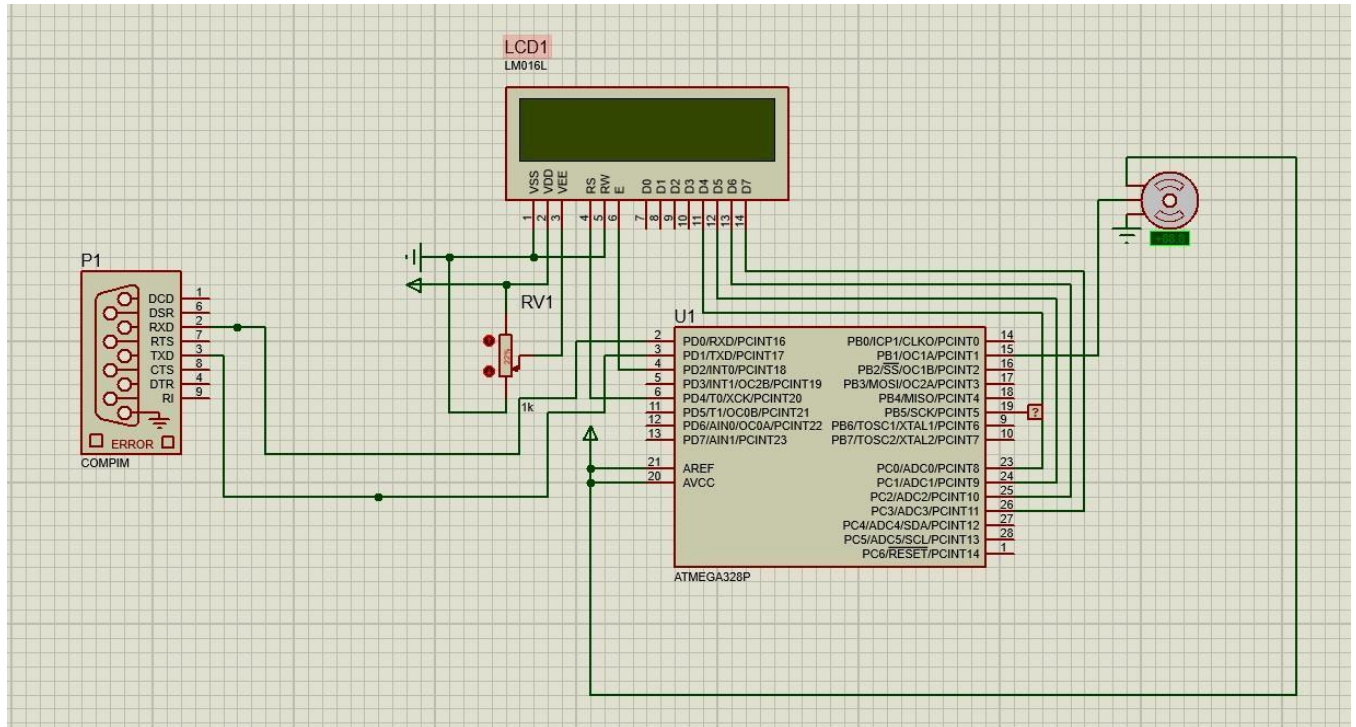 LCD1
LM016L
VSS
VDD
VEE
RS
RW
E
D0
D1
D2
D3
D4
D5
D6
D7
1
2
3
4
5
6
7
8
9
10
11
12
13
14
P1
DCD 1
DSR 6
RXD 2
RTS 7
TXD 3
CTS 8
DTR 4
RI 9
ERROR
COMPIM
RV1
22%
1k
U1
2 PD0/RXD/PCINT16
3 PD1/TXD/PCINT17
4 PD2/INT0/PCINT18
5 PD3/INT1/OC2B/PCINT19
6 PD4/T0/XCK/PCINT20
11 PD5/T1/OC0B/PCINT21
12 PD6/AIN0/OC0A/PCINT22
13 PD7/AIN1/PCINT23
21 AREF
20 AVCC
PB0/ICP1/CLKO/PCINT0 14
PB1/OC1A/PCINT1 15
PB2/SS/OC1B/PCINT2 16
PB3/MOSI/OC2A/PCINT3 17
PB4/MISO/PCINT4 18
PB5/SCK/PCINT5 19 ?
PB6/TOSC1/XTAL1/PCINT6 9
PB7/TOSC2/XTAL2/PCINT7 10
PC0/ADC0/PCINT8 23
PC1/ADC1/PCINT9 24
PC2/ADC2/PCINT10 25
PC3/ADC3/PCINT11 26
PC4/ADC4/SDA/PCINT12 27
PC5/ADC5/SCL/PCINT13 28
PC6/RESET/PCINT14 1
ATMEGA328P